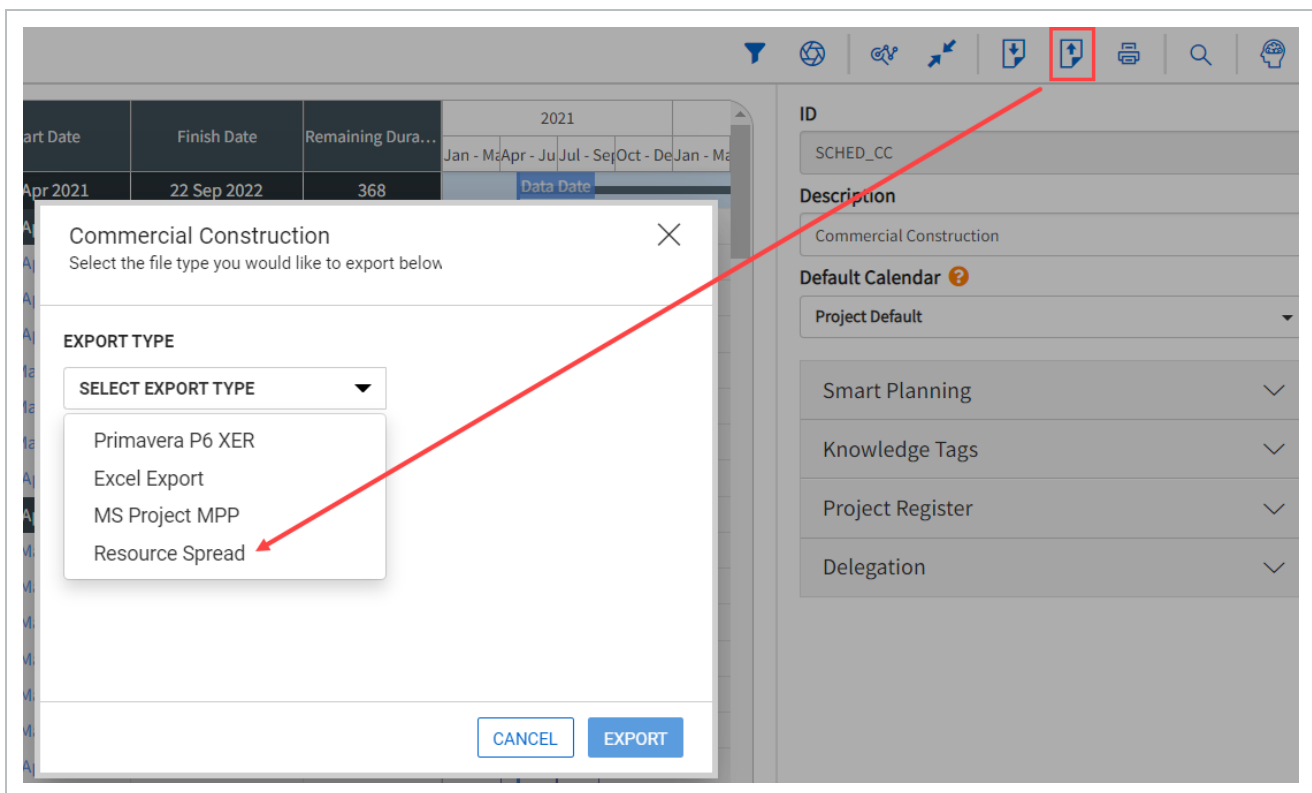 2021
art Date Finish Date Remaining Dura...
Jan - Ma Apr - Ju Jul - Sep Oct - De Jan - Ma
Apr 2021 22 Sep 2022 368 Data Date
ID
SCHED_CC
Description
Commercial Construction
Default Calendar ?
Project Default
Smart Planning
Knowledge Tags
Project Register
Delegation
Commercial Construction
Select the file type you would like to export below
EXPORT TYPE
SELECT EXPORT TYPE
Primavera P6 XER
Excel Export
MS Project MPP
Resource Spread
CANCEL EXPORT